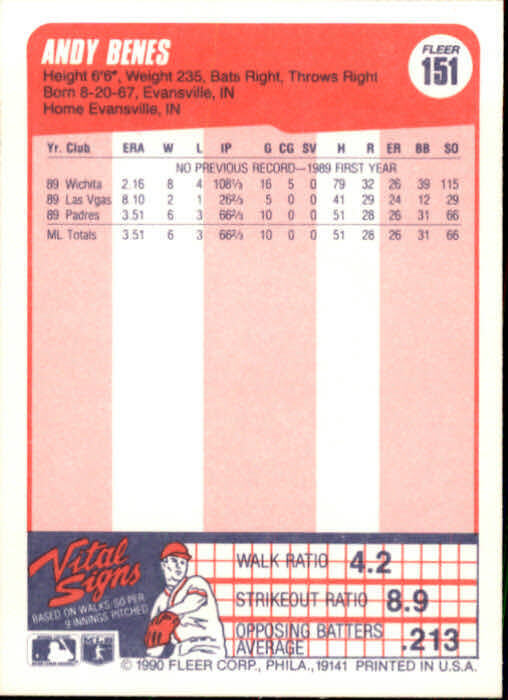 ANDY BENES
FLEER
151
Height 6'6", Weight 235, Bats Right, Throws Right
Born 8-20-67, Evansville, IN
Home Evansville, IN
Yr. Club ERA W L IP G CG SV H R ER BB SO
NO PREVIOUS RECORD—1989 FIRST YEAR
89 Wichita 2.16 8 4 108⅓ 16 5 0 79 32 26 39 115
89 Las Vgas 8.10 2 1 26⅔ 5 0 0 41 29 24 12 29
89 Padres 3.51 6 3 66⅔ 10 0 0 51 28 26 31 66
ML Totals 3.51 6 3 66⅔ 10 0 0 51 28 26 31 66
Vital
Signs
BASED ON WALKS/SO PER
9 INNINGS PITCHED
WALK RATIO 4.2
STRIKEOUT RATIO 8.9
OPPOSING BATTERS
AVERAGE .213
© 1990 FLEER CORP., PHILA., 19141 PRINTED IN U.S.A.